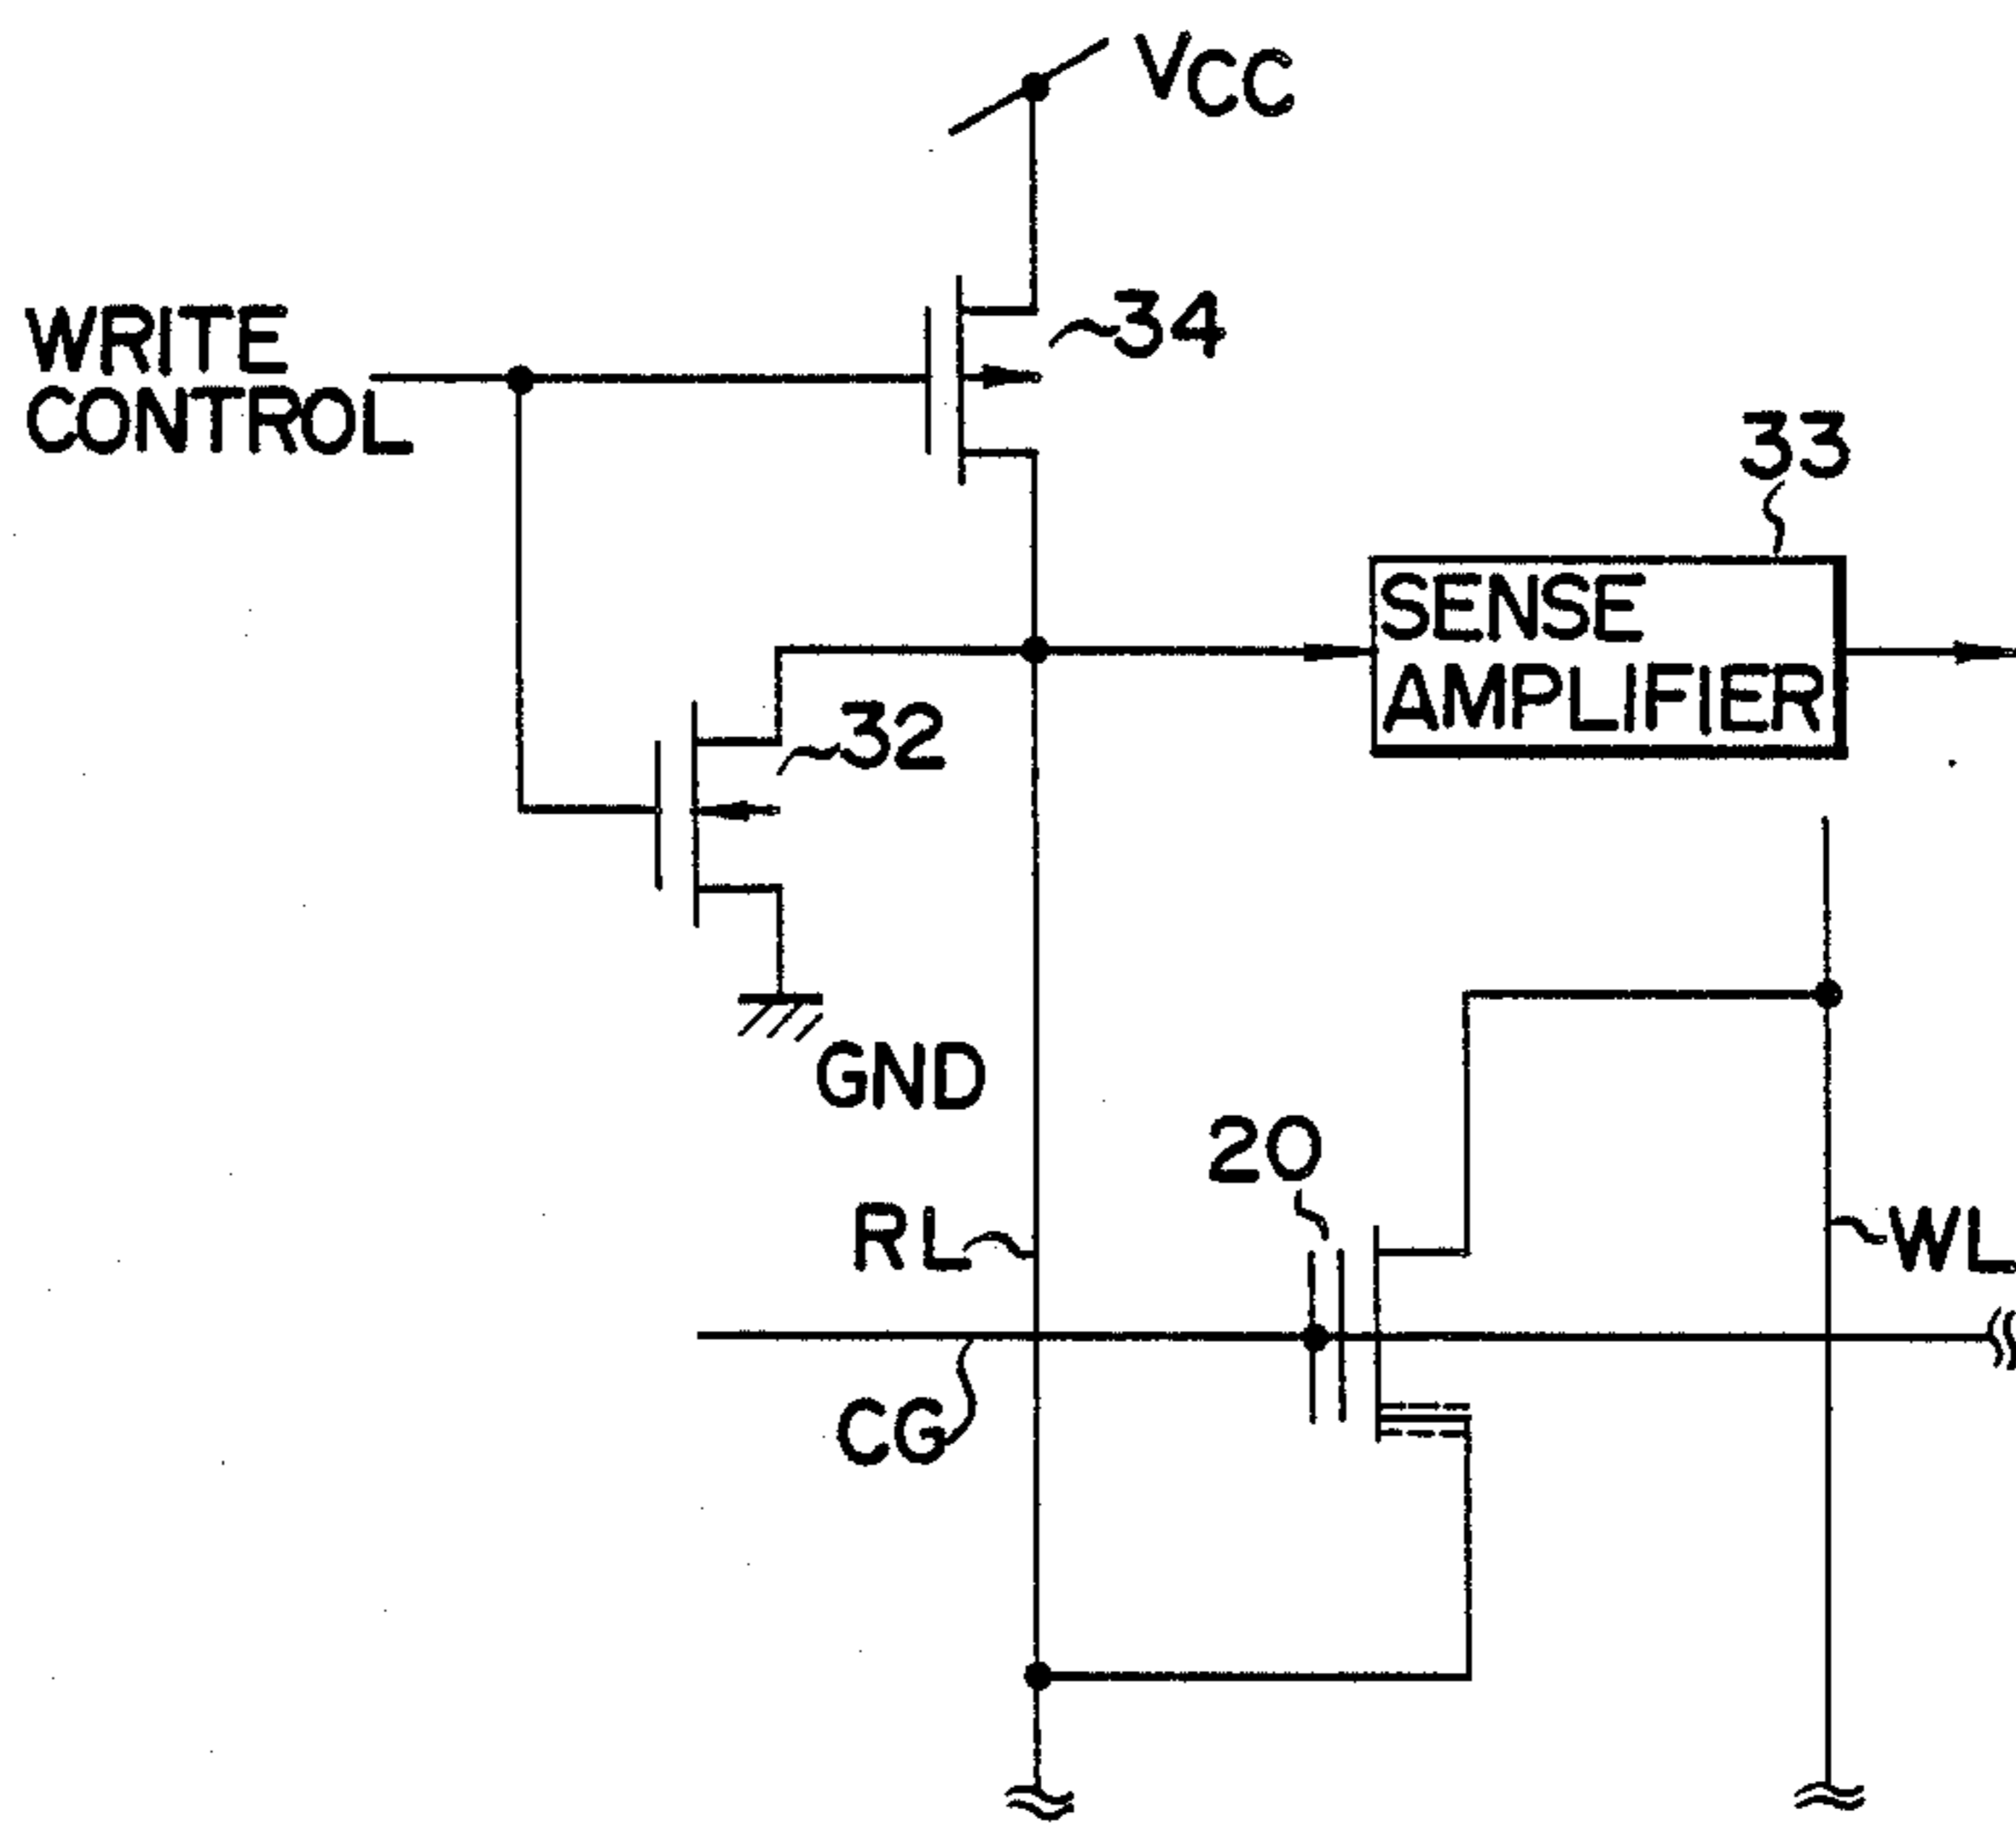 VCC
34
WRITE
CONTROL
33
SENSE
AMPLIFIER
32
GND
20
RL
WL
CG